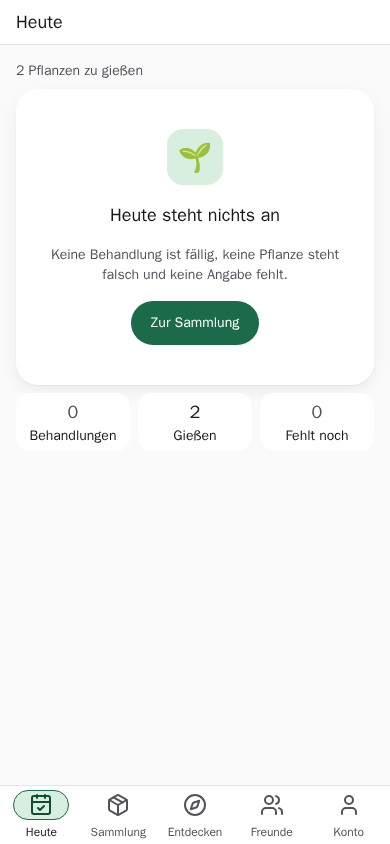 Heute
2 Pflanzen zu gießen
Heute steht nichts an
Keine Behandlung ist fällig, keine Pflanze steht
falsch und keine Angabe fehlt.
Zur Sammlung
0 2 0
Behandlungen Gießen Fehlt noch
Heute Sammlung Entdecken Freunde Konto